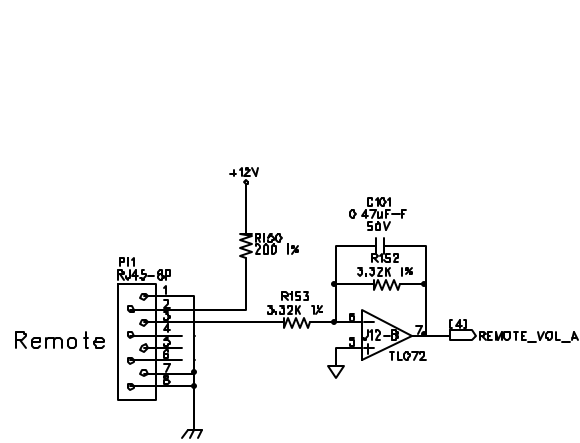 +12V
C101
0.47uF-F
50V
R160
200 1%
R152
3.32K 1%
PI1
RJ45-8P
R153
3.32K 1%
1
2
3
4
5
6
7
8
Remote
6
5
U12-B
7
TL072
[4]
REMOTE_VOL_A